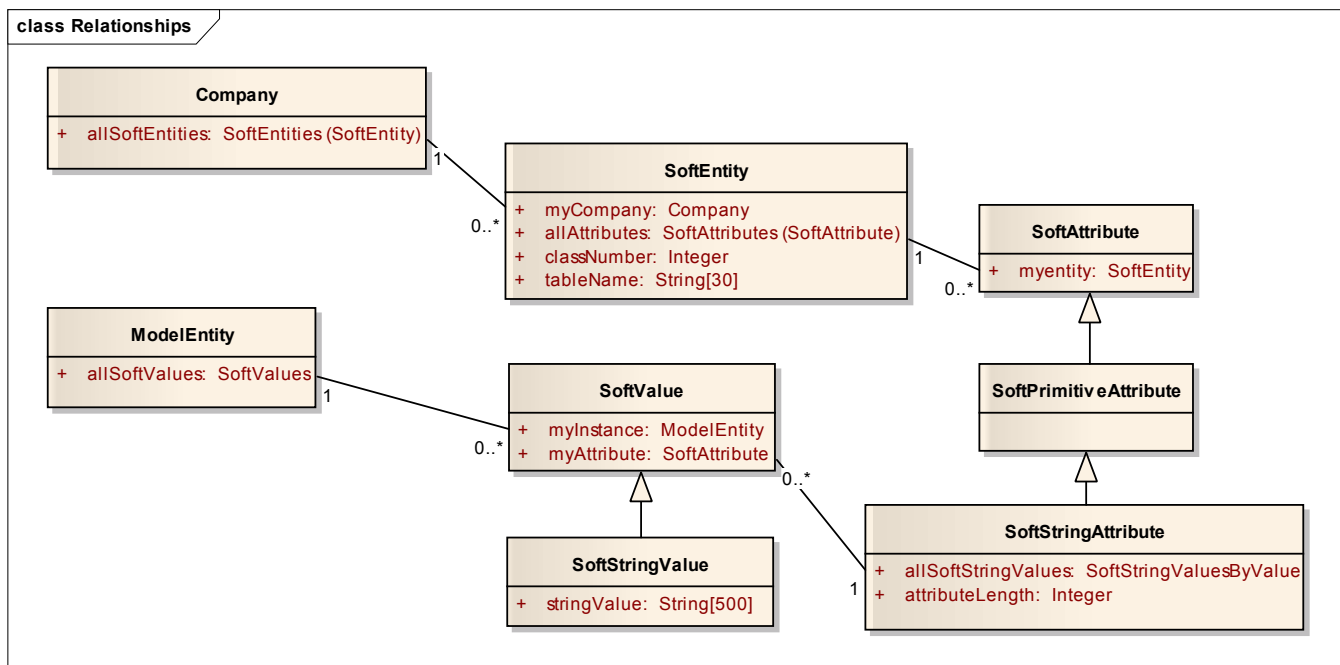 class Relationships
Company
+ allSoftEntities: SoftEntities (SoftEntity)
1
0..*
SoftEntity
+ myCompany: Company
+ allAttributes: SoftAttributes (SoftAttribute)
+ classNumber: Integer
+ tableName: String[30]
1
0..*
SoftAttribute
+ myentity: SoftEntity
ModelEntity
+ allSoftValues: SoftValues
1
0..*
SoftValue
+ myInstance: ModelEntity
+ myAttribute: SoftAttribute
0..*
1
SoftPrimitiveAttribute
SoftStringValue
+ stringValue: String[500]
SoftStringAttribute
+ allSoftStringValues: SoftStringValuesByValue
+ attributeLength: Integer